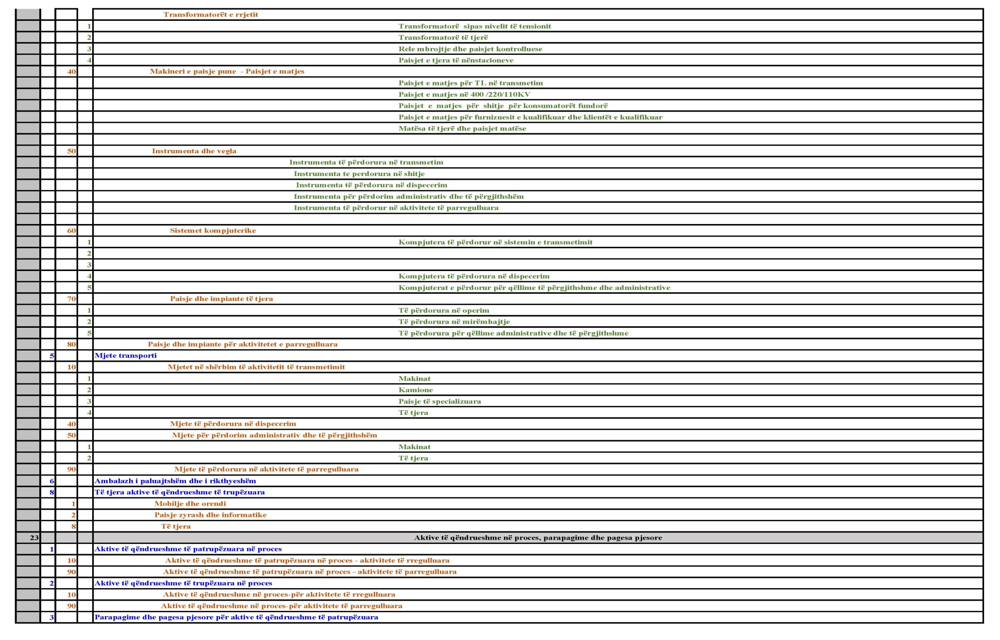 Transformatorët e rrjetit
1 Transformatorë sipas nivelit të tensionit
2 Transformatorë të tjerë
3 Rele mbrojtje dhe paisjet kontrolluese
4 Paisjet e tjera të nënstacioneve
40 Makineri e paisje pune - Paisjet e matjes
Paisjet e matjes për TL në transmetim
Paisjet e matjes në 400 /220/110KV
Paisjet e matjes për shitje për konsumatorët fundorë
Paisjet e matjes për furnizuesit e kualifikuar dhe klientët e kualifikuar
Matësa të tjerë dhe paisjet matëse
50 Instrumenta dhe vegla
Instrumenta të përdorura në transmetim
Instrumenta te perdorura në shitje
Instrumenta të përdorura në dispecerim
Instrumenta për përdorim administrativ dhe të përgjithshëm
Instrumenta të përdorur në aktivitete të parregulluara
60 Sistemet kompjuterike
1 Kompjutera të përdorur në sistemin e transmetimit
2
3
4 Kompjutera të përdorura në dispecerim
5 Kompjuterat e përdorur për qëllime të përgjithshme dhe administrative
70 Paisje dhe impiante të tjera
1 Të përdorura në operim
2 Të përdorura në mirëmbajtje
5 Të përdorura për qëllime administrative dhe të përgjithshme
80 Paisje dhe impiante për aktivitetet e parregulluara
5 Mjete transporti
10 Mjetet në shërbim të aktivitetit të transmetimit
1 Makinat
2 Kamione
3 Paisje të specializuara
4 Të tjera
40 Mjete të përdorura në dispecerim
50 Mjete për përdorim administrativ dhe të përgjithshëm
1 Makinat
2 Të tjera
90 Mjete të përdorura në aktivitete të parregulluara
6 Ambalazh i paluajtshëm dhe i rikthyeshëm
8 Të tjera aktive të qëndrueshme të trupëzuara
1 Mobilje dhe orendi
2 Paisje zyrash dhe informatike
8 Të tjera
23 Aktive të qëndrueshme në proces, parapagime dhe pagesa pjesore
1 Aktive të qëndrueshme të patrupëzuara në proces
10 Aktive të qëndrueshme të patrupëzuara në proces - aktivitete të rregulluara
90 Aktive të qëndrueshme të patrupëzuara në proces - aktivitete të parregulluara
2 Aktive të qëndrueshme të trupëzuara në proces
10 Aktive të qëndrueshme në proces-për aktivitete të rregulluara
90 Aktive të qëndrueshme në proces-për aktivitete të parregulluara
3 Parapagime dhe pagesa pjesore për aktive të qëndrueshme të patrupëzuara